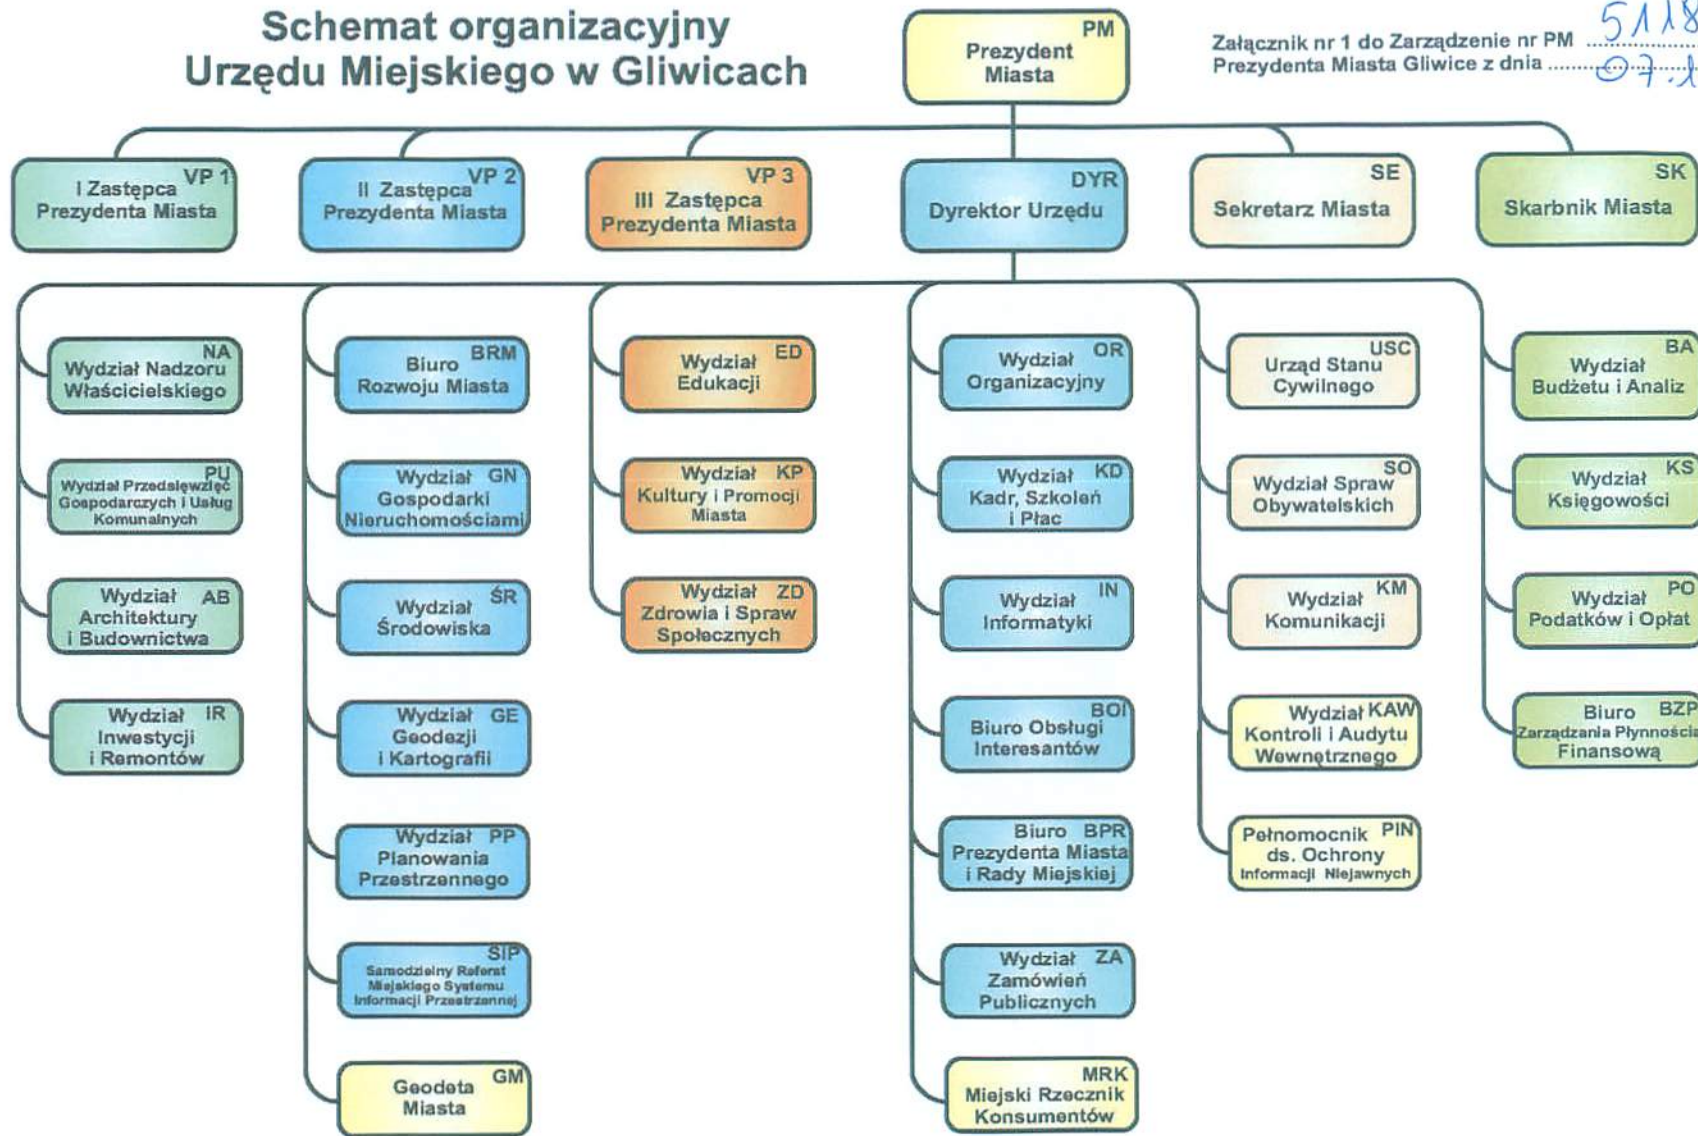 Schemat organizacyjny
Urzędu Miejskiego w Gliwicach
PM
Prezydent
Miasta
Załącznik nr 1 do Zarządzenie nr PM 5118
Prezydenta Miasta Gliwice z dnia 07.1
VP 1
I Zastępca
Prezydenta Miasta
VP 2
II Zastępca
Prezydenta Miasta
VP 3
III Zastępca
Prezydenta Miasta
DYR
Dyrektor Urzędu
SE
Sekretarz Miasta
SK
Skarbnik Miasta
NA
Wydział Nadzoru
Właścicielskiego
PU
Wydział Przedsięwzięć
Gospodarczych i Usług
Komunalnych
Wydział AB
Architektury
i Budownictwa
Wydział IR
Inwestycji
i Remontów
BRM
Biuro
Rozwoju Miasta
Wydział GN
Gospodarki
Nieruchomościami
ŚR
Wydział
Środowiska
Wydział GE
Geodezji
i Kartografii
Wydział PP
Planowania
Przestrzennego
SIP
Samodzielny Referat
Miejskiego Systemu
Informacji Przestrzennej
GM
Geodeta
Miasta
ED
Wydział
Edukacji
Wydział KP
Kultury i Promocji
Miasta
Wydział ZD
Zdrowia i Spraw
Społecznych
OR
Wydział
Organizacyjny
Wydział KD
Kadr, Szkoleń
i Płac
IN
Wydział
Informatyki
BOI
Biuro Obsługi
Interesantów
Biuro BPR
Prezydenta Miasta
i Rady Miejskiej
Wydział ZA
Zamówień
Publicznych
MRK
Miejski Rzecznik
Konsumentów
USC
Urząd Stanu
Cywilnego
SO
Wydział Spraw
Obywatelskich
KM
Wydział
Komunikacji
Wydział KAW
Kontroli i Audytu
Wewnętrznego
Pełnomocnik PIN
ds. Ochrony
Informacji Niejawnych
BA
Wydział
Budżetu i Analiz
KS
Wydział
Księgowości
PO
Wydział
Podatków i Opłat
Biuro BZP
Zarządzania Płynnością
Finansową